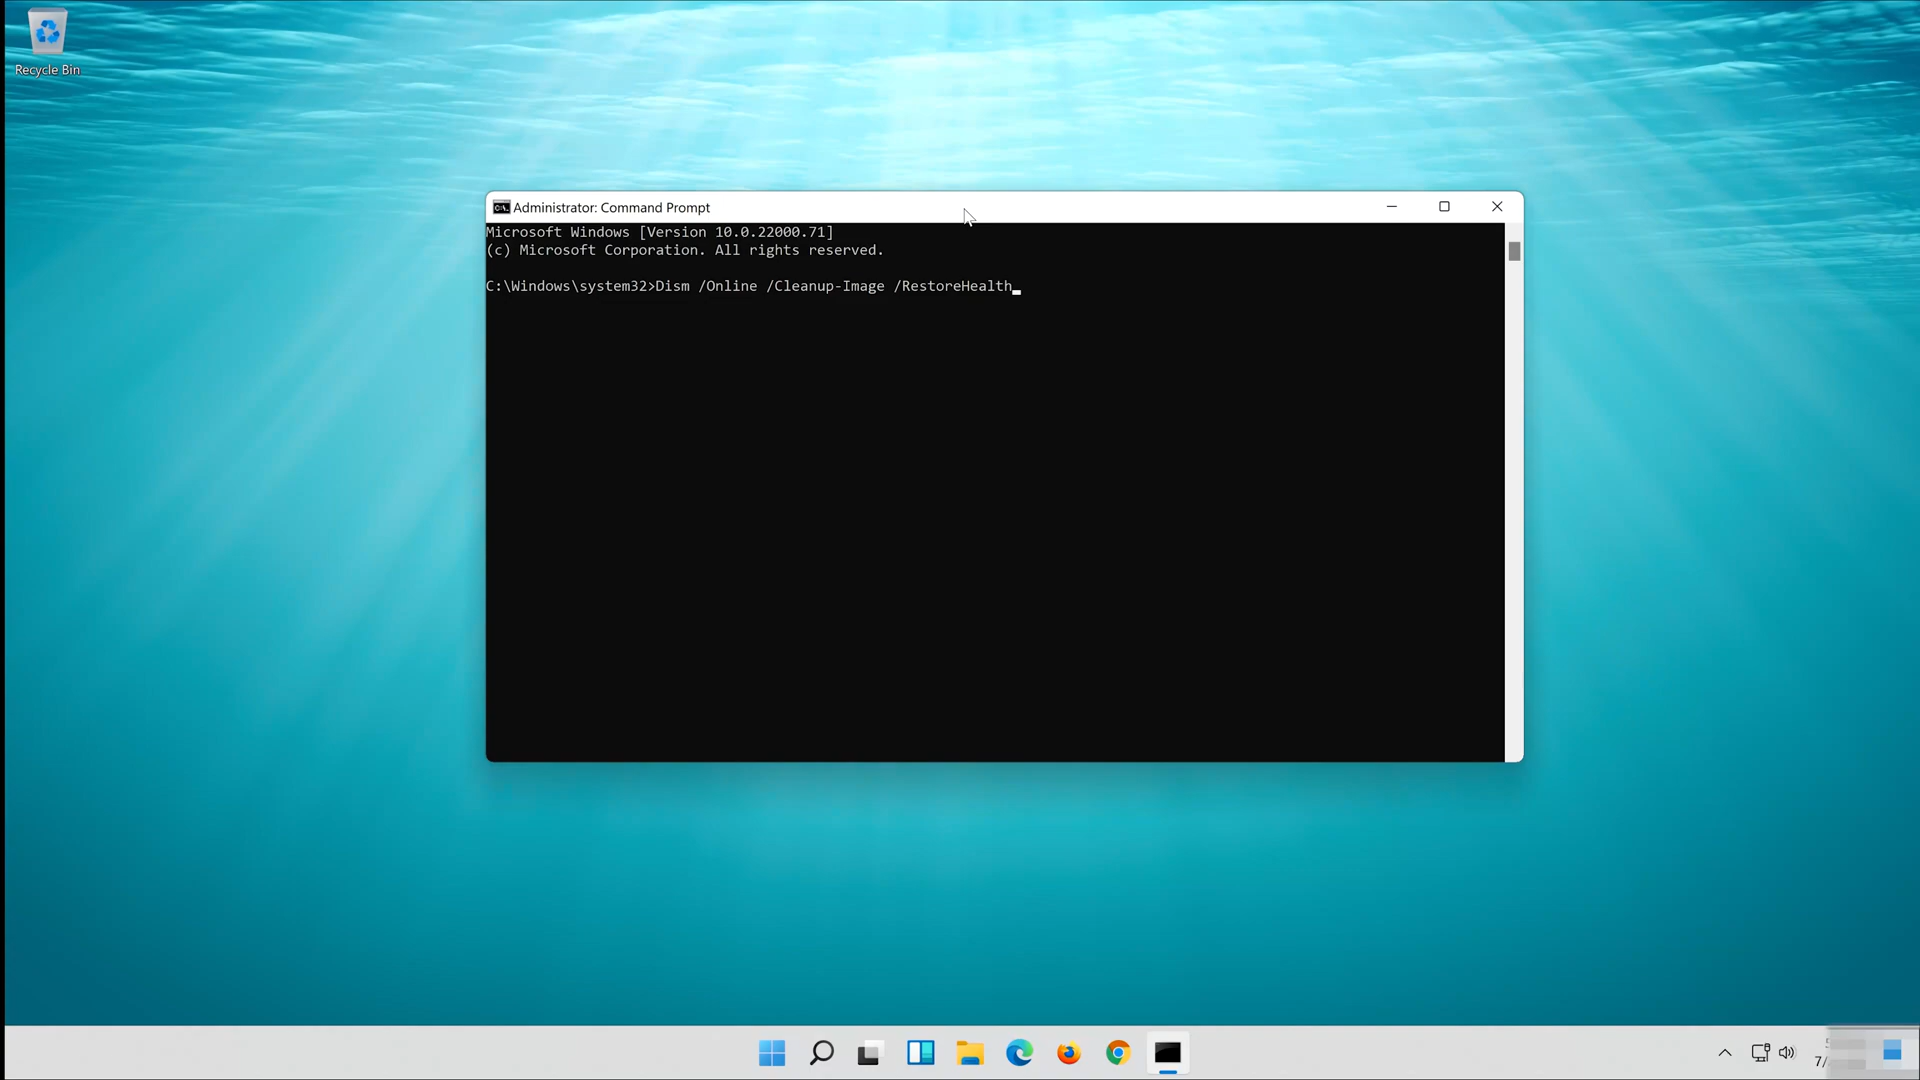 Recycle Bin
Administrator: Command Prompt
Microsoft Windows [Version 10.0.22000.71]
(c) Microsoft Corporation. All rights reserved.
C:\Windows\system32>Dism /Online /Cleanup-Image /RestoreHealth
7/